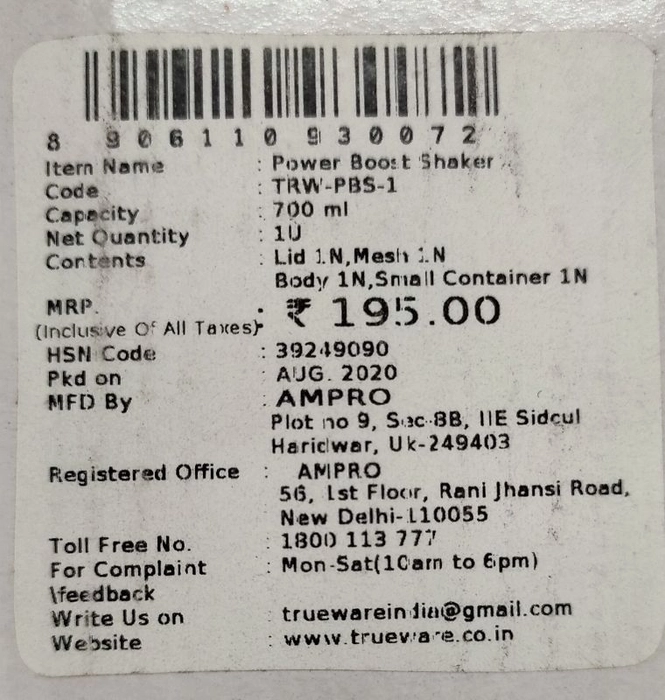 8 906110 930072
Item Name : Power Boost Shaker
Code : TRW-PBS-1
Capacity : 700 ml
Net Quantity : 1U
Contents : Lid 1N,Mesh 1N
Body 1N,Small Container 1N
MRP. : ₹ 195.00
(Inclusive Of All Taxes)
HSN Code : 39249090
Pkd on : AUG. 2020
MFD By : AMPRO
Plot no 9, Sec-8B, IIE Sidcul
Haridwar, Uk-249403
Registered Office : AMPRO
56, 1st Floor, Rani Jhansi Road,
New Delhi-110055
Toll Free No. : 1800 113 777
For Complaint : Mon-Sat(10am to 6pm)
\feedback
Write Us on : truewareindia@gmail.com
Website : www.trueware.co.in